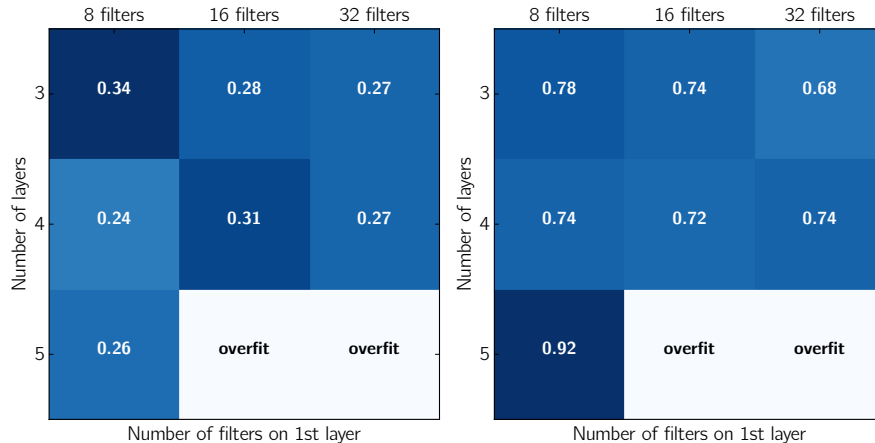 8 filters 16 filters 32 filters
Number of layers
3 0.34 0.28 0.27
4 0.24 0.31 0.27
5 0.26 overfit overfit
Number of filters on 1st layer
8 filters 16 filters 32 filters
Number of layers
3 0.78 0.74 0.68
4 0.74 0.72 0.74
5 0.92 overfit overfit
Number of filters on 1st layer